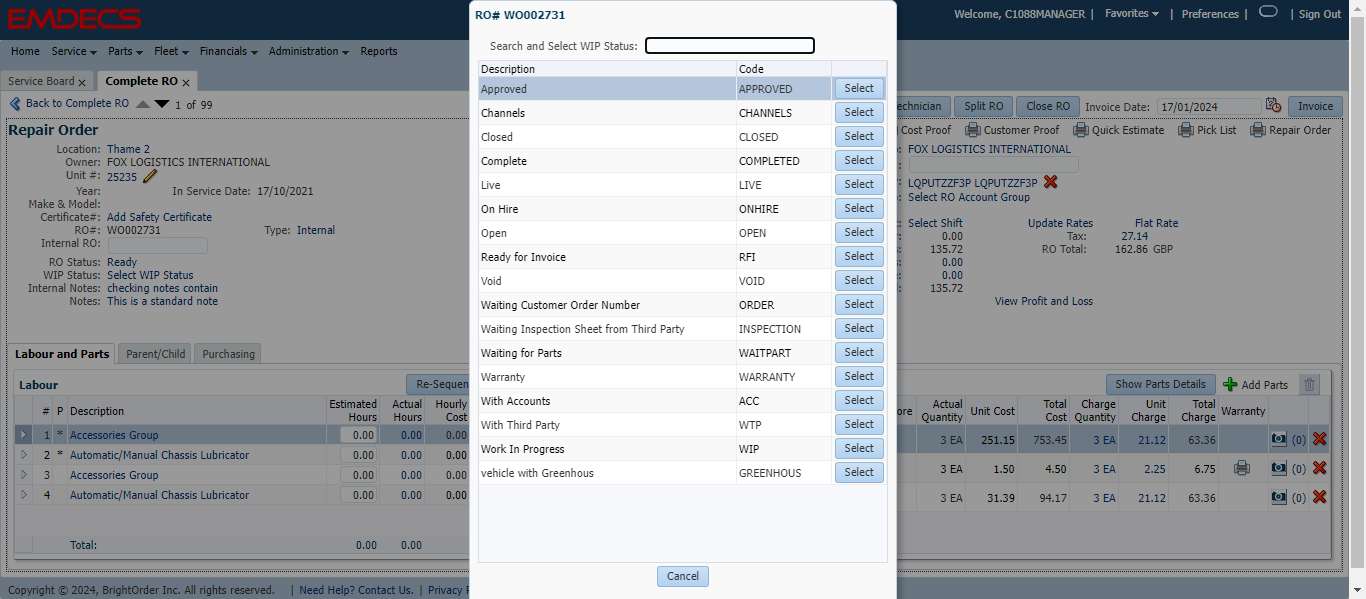 EMDECS
Welcome, C1088MANAGER | Favorites | Preferences | | Sign Out
Home Service Parts Fleet Financials Administration Reports
Service Board x Complete RO x
Back to Complete RO 1 of 99
Repair Order
Location: Thame 2
Owner: FOX LOGISTICS INTERNATIONAL
Unit #: 25235
Year: In Service Date: 17/10/2021
Make & Model:
Certificate#: Add Safety Certificate
RO#: WO002731 Type: Internal
Internal RO:
RO Status: Ready
WIP Status: Select WIP Status
Internal Notes: checking notes contain
Notes: This is a standard note
Labour and Parts Parent/Child Purchasing
Labour Re-Sequen
# P Description Estimated Hours Actual Hours Hourly Cost
1 * Accessories Group 0.00 0.00 0.00
2 * Automatic/Manual Chassis Lubricator 0.00 0.00 0.00
3 Accessories Group 0.00 0.00 0.00
4 Automatic/Manual Chassis Lubricator 0.00 0.00 0.00
Total: 0.00 0.00
RO# WO002731
Search and Select WIP Status:
Description Code
Approved APPROVED Select
Channels CHANNELS Select
Closed CLOSED Select
Complete COMPLETED Select
Live LIVE Select
On Hire ONHIRE Select
Open OPEN Select
Ready for Invoice RFI Select
Void VOID Select
Waiting Customer Order Number ORDER Select
Waiting Inspection Sheet from Third Party INSPECTION Select
Waiting for Parts WAITPART Select
Warranty WARRANTY Select
With Accounts ACC Select
With Third Party WTP Select
Work In Progress WIP Select
vehicle with Greenhous GREENHOUS Select
Cancel
echnician Split RO Close RO Invoice Date: 17/01/2024 Invoice
Cost Proof Customer Proof Quick Estimate Pick List Repair Order
FOX LOGISTICS INTERNATIONAL
LQPUTZZF3P LQPUTZZF3P
Select RO Account Group
Select Shift Update Rates Flat Rate
0.00 Tax: 27.14
135.72 RO Total: 162.86 GBP
0.00
0.00
135.72
View Profit and Loss
Show Parts Details Add Parts
ore Actual Quantity Unit Cost Total Cost Charge Quantity Unit Charge Total Charge Warranty
3 EA 251.15 753.45 3 EA 21.12 63.36 (0)
3 EA 1.50 4.50 3 EA 2.25 6.75 (0)
3 EA 31.39 94.17 3 EA 21.12 63.36 (0)
Copyright © 2024, BrightOrder Inc. All rights reserved. | Need Help? Contact Us. | Privacy P